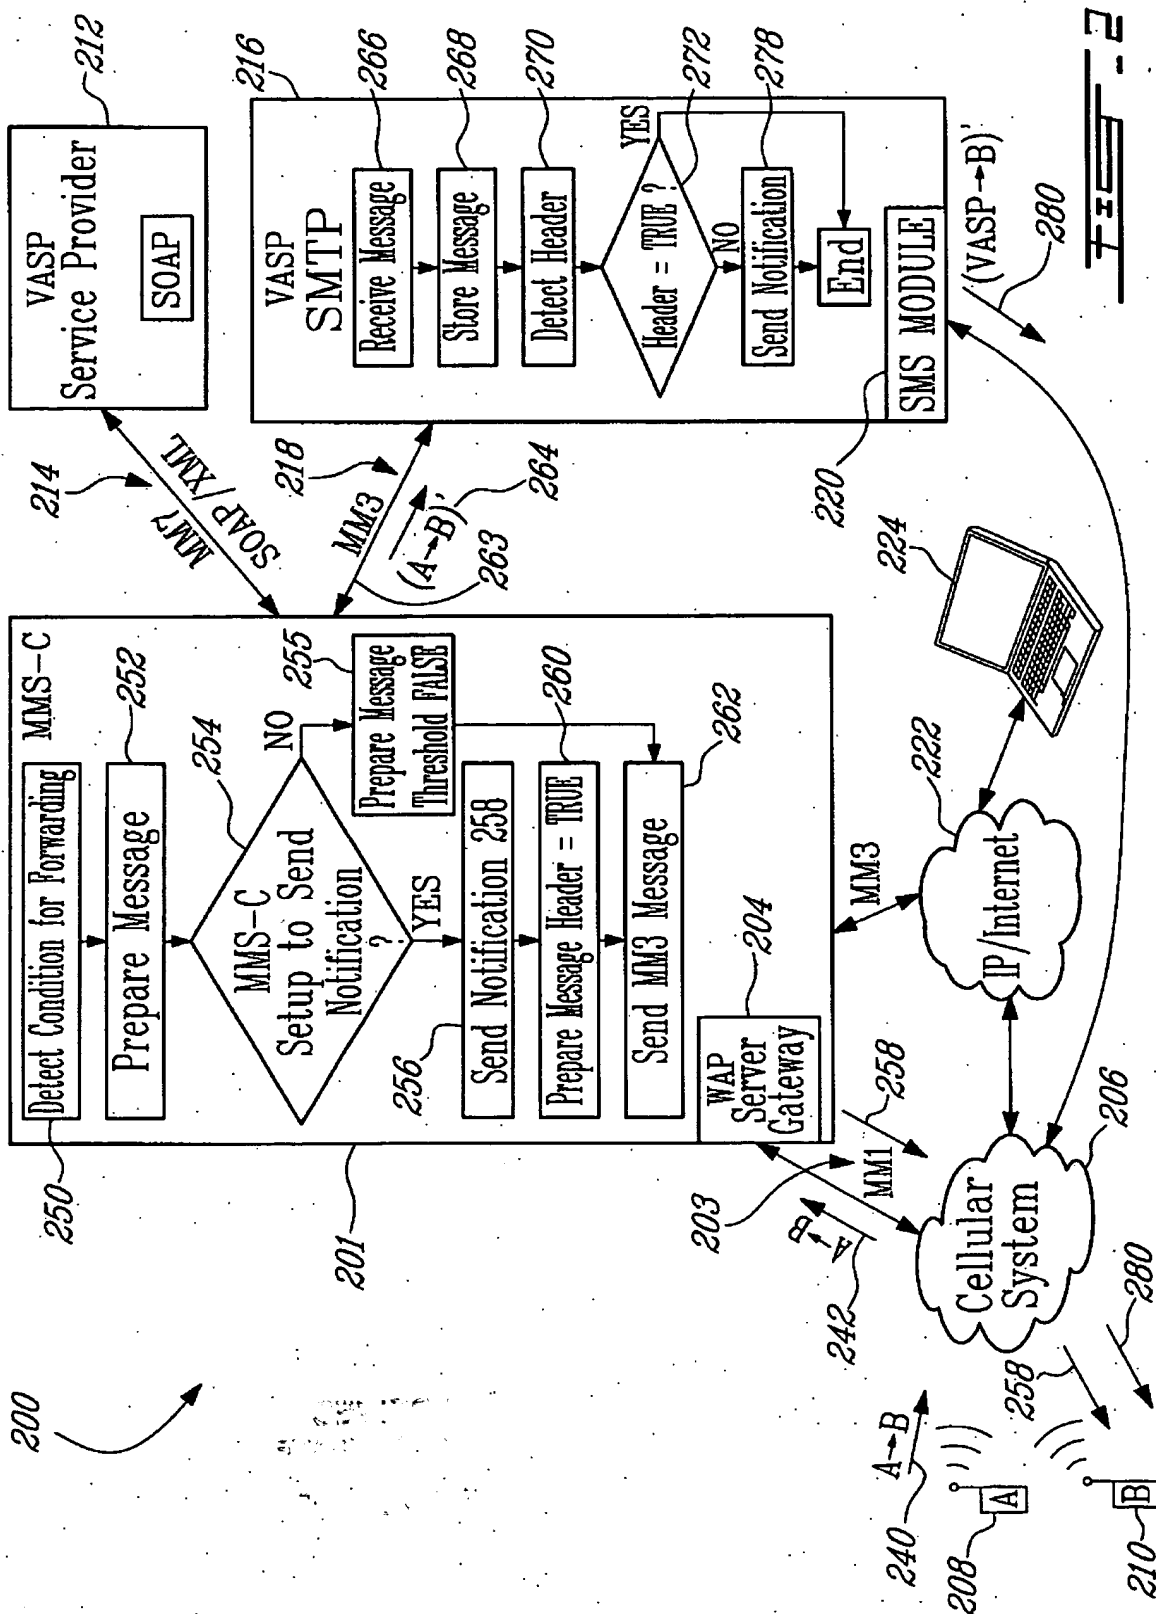 200
MMS-C
Detect Condition for Forwarding
250
Prepare Message
252
MMS-C
Setup to Send
Notification
?
254
NO
YES
Prepare Message
Threshold FALSE
255
Send Notification 258
256
Prepare Message Header = TRUE
260
Send MM3 Message
262
201
WAP
Server
Gateway
204
VASP
Service Provider
SOAP
212
214
MM7
SOAP/XML
218
MM3
(A→B)'
263
264
VASP
SMTP
216
Receive Message
266
Store Message
268
Detect Header
270
Header = TRUE ?
272
YES
NO
Send Notification
278
End
SMS MODULE
220
(VASP→B)'
280
203
MM1
258
A→B
242
Cellular
System
206
MM3
IP/Internet
222
224
A→B
240
A
208
B
210
258
280
FIG - 2